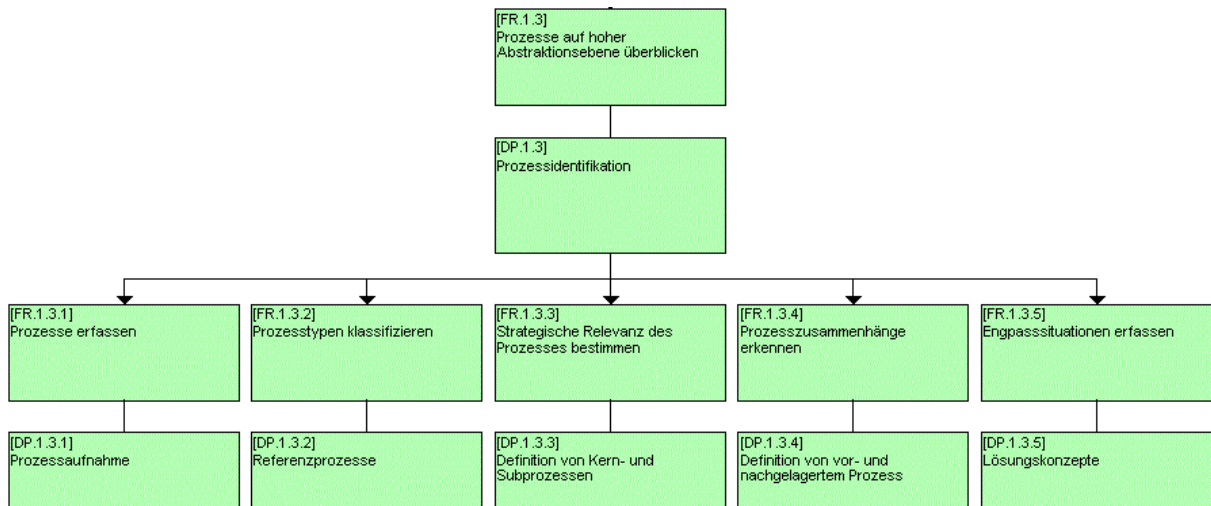 [FR.1.3]
Prozesse auf hoher
Abstraktionsebene überblicken
[DP.1.3]
Prozessidentifikation
[FR.1.3.1]
Prozesse erfassen
[FR.1.3.2]
Prozesstypen klassifizieren
[FR.1.3.3]
Strategische Relevanz des
Prozesses bestimmen
[FR.1.3.4]
Prozesszusammenhänge
erkennen
[FR.1.3.5]
Engpasssituationen erfassen
[DP.1.3.1]
Prozessaufnahme
[DP.1.3.2]
Referenzprozesse
[DP.1.3.3]
Definition von Kern- und
Subprozessen
[DP.1.3.4]
Definition von vor- und
nachgelagertem Prozess
[DP.1.3.5]
Lösungskonzepte